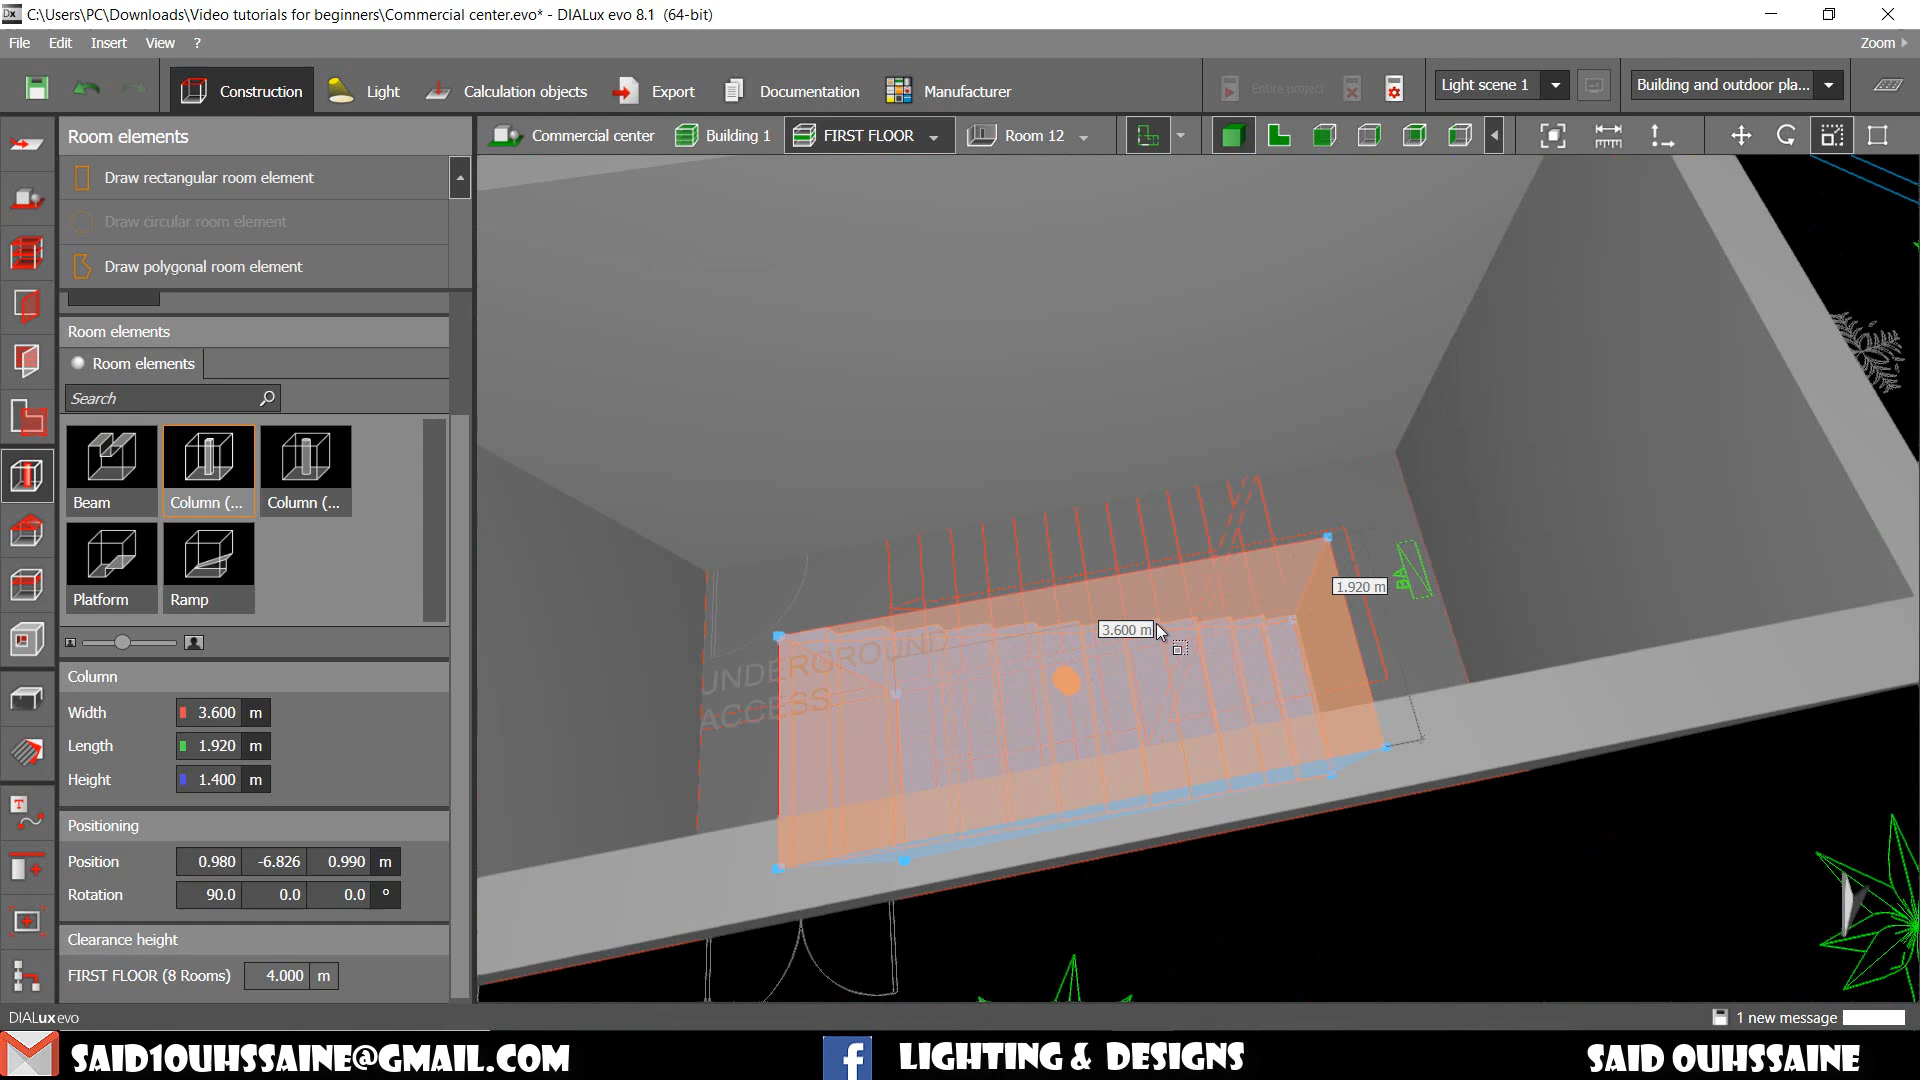 Dx C:\Users\PC\Downloads\Video tutorials for beginners\Commercial center.evo* - DIALux evo 8.1 (64-bit)
File Edit Insert View ? Zoom
Construction Light Calculation objects Export Documentation Manufacturer Entire project Light scene 1 Building and outdoor pla...
Room elements Commercial center Building 1 FIRST FLOOR Room 12
Draw rectangular room element
Draw circular room element
Draw polygonal room element
Room elements
Room elements
Search
Beam Column (... Column (...
Platform Ramp
Column
Width 3.600 m
Length 1.920 m
Height 1.400 m
Positioning
Position 0.980 -6.826 0.990 m
Rotation 90.0 0.0 0.0 °
Clearance height
FIRST FLOOR (8 Rooms) 4.000 m
1.920 m
BA
3.600 m
UNDERGROUND
ACCESS
DIALux evo 1 new message
SAID1OUHSSAINE@GMAIL.COM f LIGHTING & DESIGNS SAID OUHSSAINE